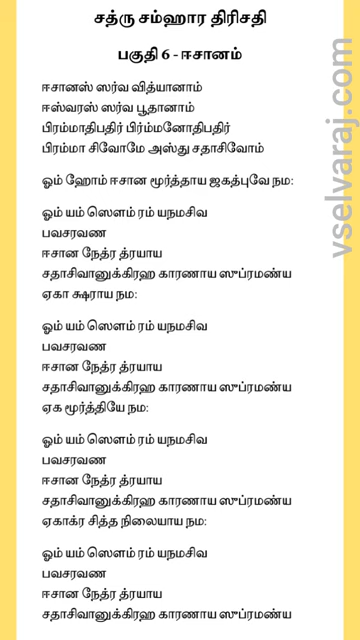 சத்ரு சம்ஹார திரிசதி
பகுதி 6 - ஈசானம்
ஈசானஸ் ஸர்வ வித்யானாம்
ஈஸ்வரஸ் ஸர்வ பூதானாம்
பிரம்மாதிபதிர் பிர்ம்மனோதிபதிர்
பிரம்மா சிவோமே அஸ்து சதாசிவோம்
ஓம் ஹோம் ஈசான மூர்த்தாய ஜகத்புவே நம:
ஓம் யம் ஸௌம் ரம் யநமசிவ
பவசரவண
ஈசான நேத்ர த்ரயாய
சதாசிவானுக்கிரஹ காரணாய ஸுப்ரமண்ய
ஏகா க்ஷராய நம:
ஓம் யம் ஸௌம் ரம் யநமசிவ
பவசரவண
ஈசான நேத்ர த்ரயாய
சதாசிவானுக்கிரஹ காரணாய ஸுப்ரமண்ய
ஏக மூர்த்தியே நம:
ஓம் யம் ஸௌம் ரம் யநமசிவ
பவசரவண
ஈசான நேத்ர த்ரயாய
சதாசிவானுக்கிரஹ காரணாய ஸுப்ரமண்ய
ஏகாக்ர சித்த நிலையாய நம:
ஓம் யம் ஸௌம் ரம் யநமசிவ
பவசரவண
ஈசான நேத்ர த்ரயாய
சதாசிவானுக்கிரஹ காரணாய ஸுப்ரமண்ய
vselvaraj.com